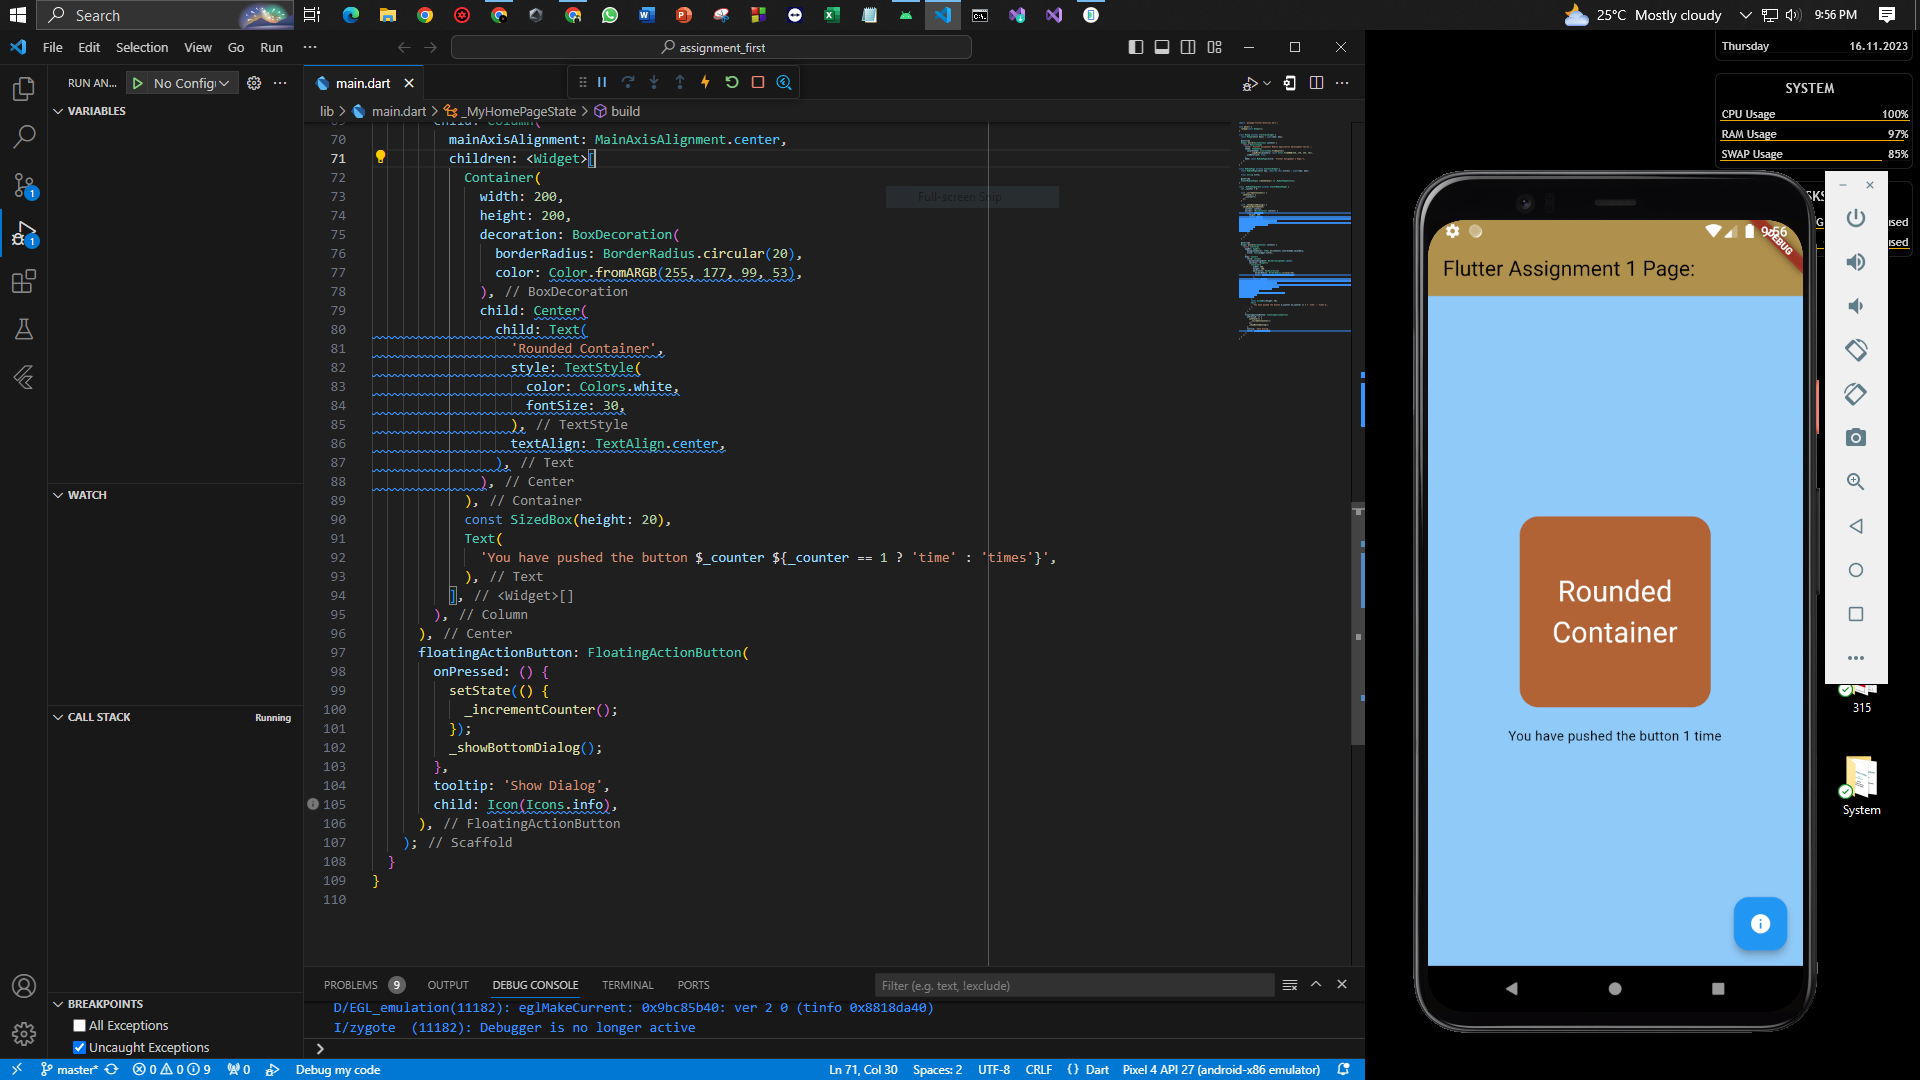 Search
25°C Mostly cloudy
9:56 PM
File Edit Selection View Go Run ···
assignment_first
Thursday 16.11.2023
RUN AN... No Config
main.dart
SYSTEM
CPU Usage 100%
RAM Usage 97%
SWAP Usage 85%
VARIABLES
lib > main.dart > _MyHomePageState > build
70 mainAxisAlignment: MainAxisAlignment.center,
71 children: <Widget>[
72 Container(
73 width: 200,
Full-screen Snip
74 height: 200,
75 decoration: BoxDecoration(
76 borderRadius: BorderRadius.circular(20),
77 color: Color.fromARGB(255, 177, 99, 53),
78 ), // BoxDecoration
79 child: Center(
80 child: Text(
81 'Rounded Container',
82 style: TextStyle(
83 color: Colors.white,
84 fontSize: 30,
85 ), // TextStyle
86 textAlign: TextAlign.center,
87 ), // Text
88 ), // Center
89 ), // Container
90 const SizedBox(height: 20),
91 Text(
92 'You have pushed the button $_counter ${_counter == 1 ? 'time' : 'times'}',
93 ), // Text
94 ], // <Widget>[]
95 ), // Column
96 ), // Center
97 floatingActionButton: FloatingActionButton(
98 onPressed: () {
99 setState(() {
100 _incrementCounter();
101 });
102 _showBottomDialog();
103 },
104 tooltip: 'Show Dialog',
105 child: Icon(Icons.info),
106 ), // FloatingActionButton
107 ); // Scaffold
108 }
109 }
110
WATCH
CALL STACK Running
BREAKPOINTS
All Exceptions
Uncaught Exceptions
PROBLEMS 9 OUTPUT DEBUG CONSOLE TERMINAL PORTS
Filter (e.g. text, !exclude)
D/EGL_emulation(11182): eglMakeCurrent: 0x9bc85b40: ver 2 0 (tinfo 0x8818da40)
I/zygote (11182): Debugger is no longer active
>
master* 0 0 9 0 Debug my code
Ln 71, Col 30 Spaces: 2 UTF-8 CRLF {} Dart Pixel 4 API 27 (android-x86 emulator)
9:56
DEBUG
Flutter Assignment 1 Page:
Rounded
Container
You have pushed the button 1 time
315
System